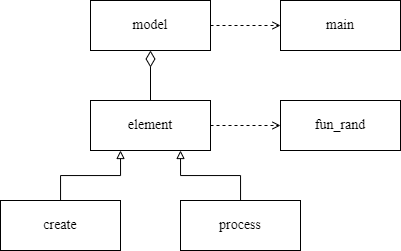 model
main
element
fun_rand
create
process